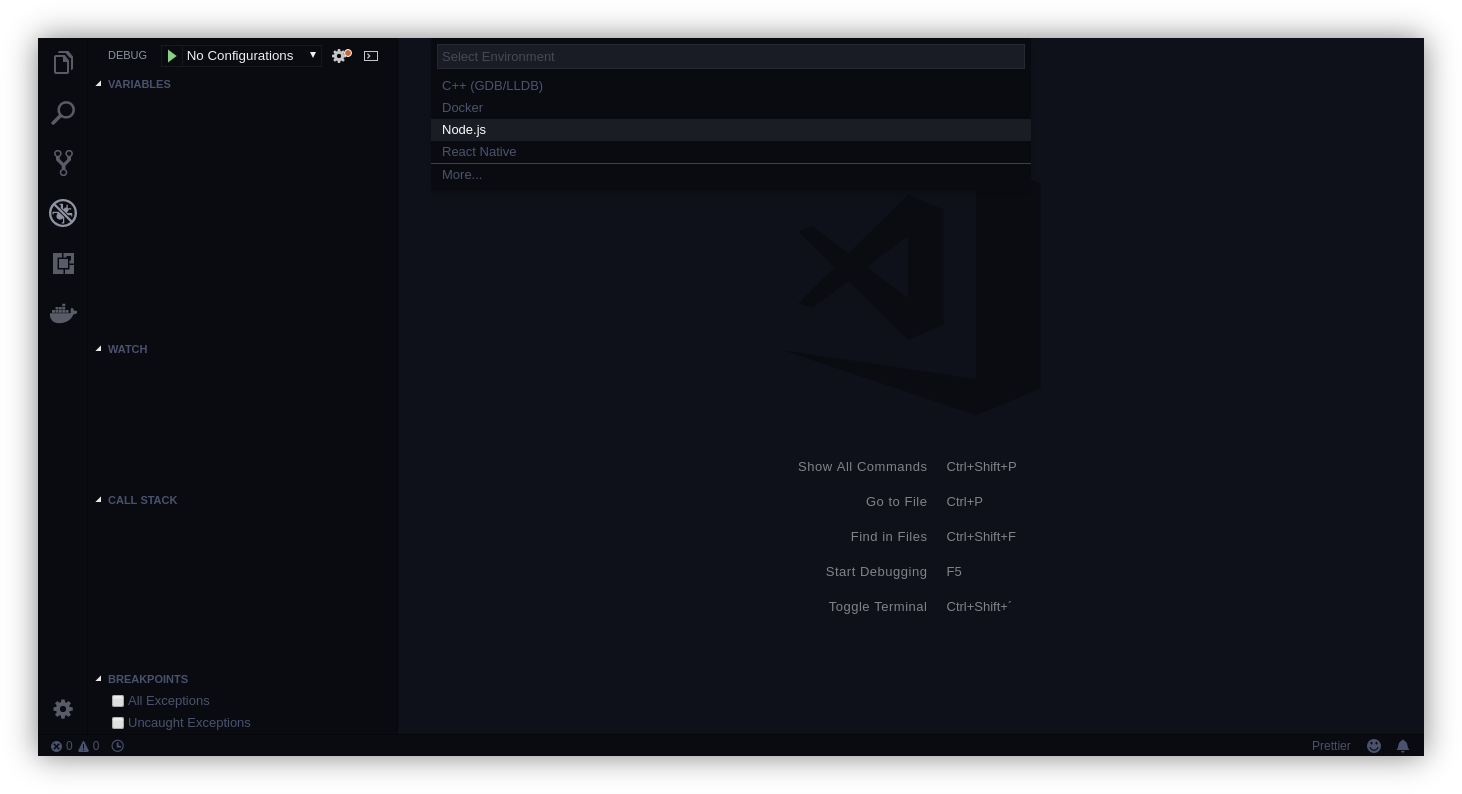 DEBUG No Configurations
VARIABLES
WATCH
CALL STACK
BREAKPOINTS
All Exceptions
Uncaught Exceptions
Select Environment
C++ (GDB/LLDB)
Docker
Node.js
React Native
More...
Show All Commands Ctrl+Shift+P
Go to File Ctrl+P
Find in Files Ctrl+Shift+F
Start Debugging F5
Toggle Terminal Ctrl+Shift+´
0 0 Prettier